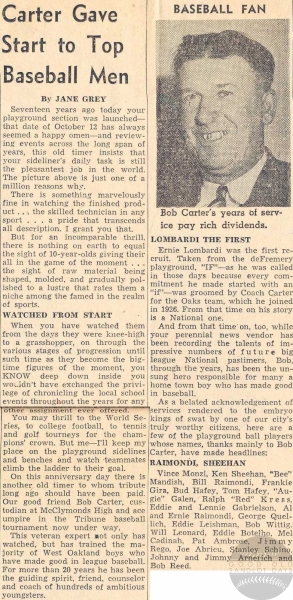 Carter Gave
Start to Top
Baseball Men
By JANE GREY
Seventeen years ago today your
playground section was launched—
that date of October 12 has always
seemed a happy omen—and review-
ing events across the long span of
years, this old timer insists that
your sideliner's daily task is still
the pleasantest job in the world.
The picture above is just one of a
million reasons why.
There is something marvelously
fine in watching the finished prod-
uct . . . the skilled technician in any
sport . . . a pride that transcends
all description, I grant you that.
But for an incomparable thrill,
there is nothing on earth to equal
the sight of 10-year-olds giving their
all in the game of the moment . . .
the sight of raw material being
shaped, molded, and gradually pol-
ished to a lustre that rates them a
niche among the famed in the realm
of sports.
WATCHED FROM START
When you have watched them
from the days they were knee-high
to a grasshopper, on through the
various stages of progression until
such time as they become the big-
time figures of the moment, you
KNOW deep down inside you
wouldn't have exchanged the privi-
lege of chronicling the local school
events throughout the years for any
other assignment ever offered.
You may thrill to the World Se-
ries, to college football, to tennis
and golf tourneys for the cham-
pions' crown. But me—I'll keep my
place on the playground sidelines
and benches and watch teammates
climb the ladder to their goal.
On this anniversary day there is
another old timer to whom tribute
long ago should have been paid.
Our good friend Bob Carter, cus-
todian at McClymonds High and ace
umpire in the Tribune baseball
tournament now under way.
This veteran expert not only has
watched, but has trained the ma-
jority of West Oakland boys who
have made good in league baseball.
For more than 20 years he has been
the guiding spirit, friend, counselor
and coach of hundreds of ambitious
youngsters.
BASEBALL FAN
Bob Carter's years of serv-
ice pay rich dividends.
LOMBARDI THE FIRST
Ernie Lombardi was the first re-
cruit. Taken from the deFremery
playground, "IF"—as he was called
in those days because every com-
mitment he made started with an
"if"—was groomed by Coach Carter
for the Oaks team, which he joined
in 1926. From that time on his story
is a National one.
And from that time on, too, while
your perennial news vendor has
been recording the talents of im-
pressive numbers of future big
league National pastimers, Bob,
through the years, has been the un-
sung hero responsible for many a
home town boy who has made good
in baseball.
As a belated acknowledgement of
services rendered to the embryo
kings of swat by one of our city's
truly worthy citizens, here are a
few of the playground ball players
whose names, thanks mainly to Bob
Carter, have made headlines:
RAIMONDI, SHEEHAN
Vince Monzi, Ken Sheehan, "Bee"
Mandish, Bill Raimondi, Frankie
Gira, Bud Hafey, Tom Hafey, "Au-
gie" Galen, Ralph "Red" Kress,
Eddie and Lennie Gabrielson, Al
and Ernie Raimondi, George Quel-
lich, Eddie Leishman, Bob Wittig,
Will Leonard, Eddie Botelho, Mel
Cadinha, Pat Ambrose, Jimmy
Rego, Joe Abrieu, Stanley
Johnny and Jimmy and
Bob Reed.